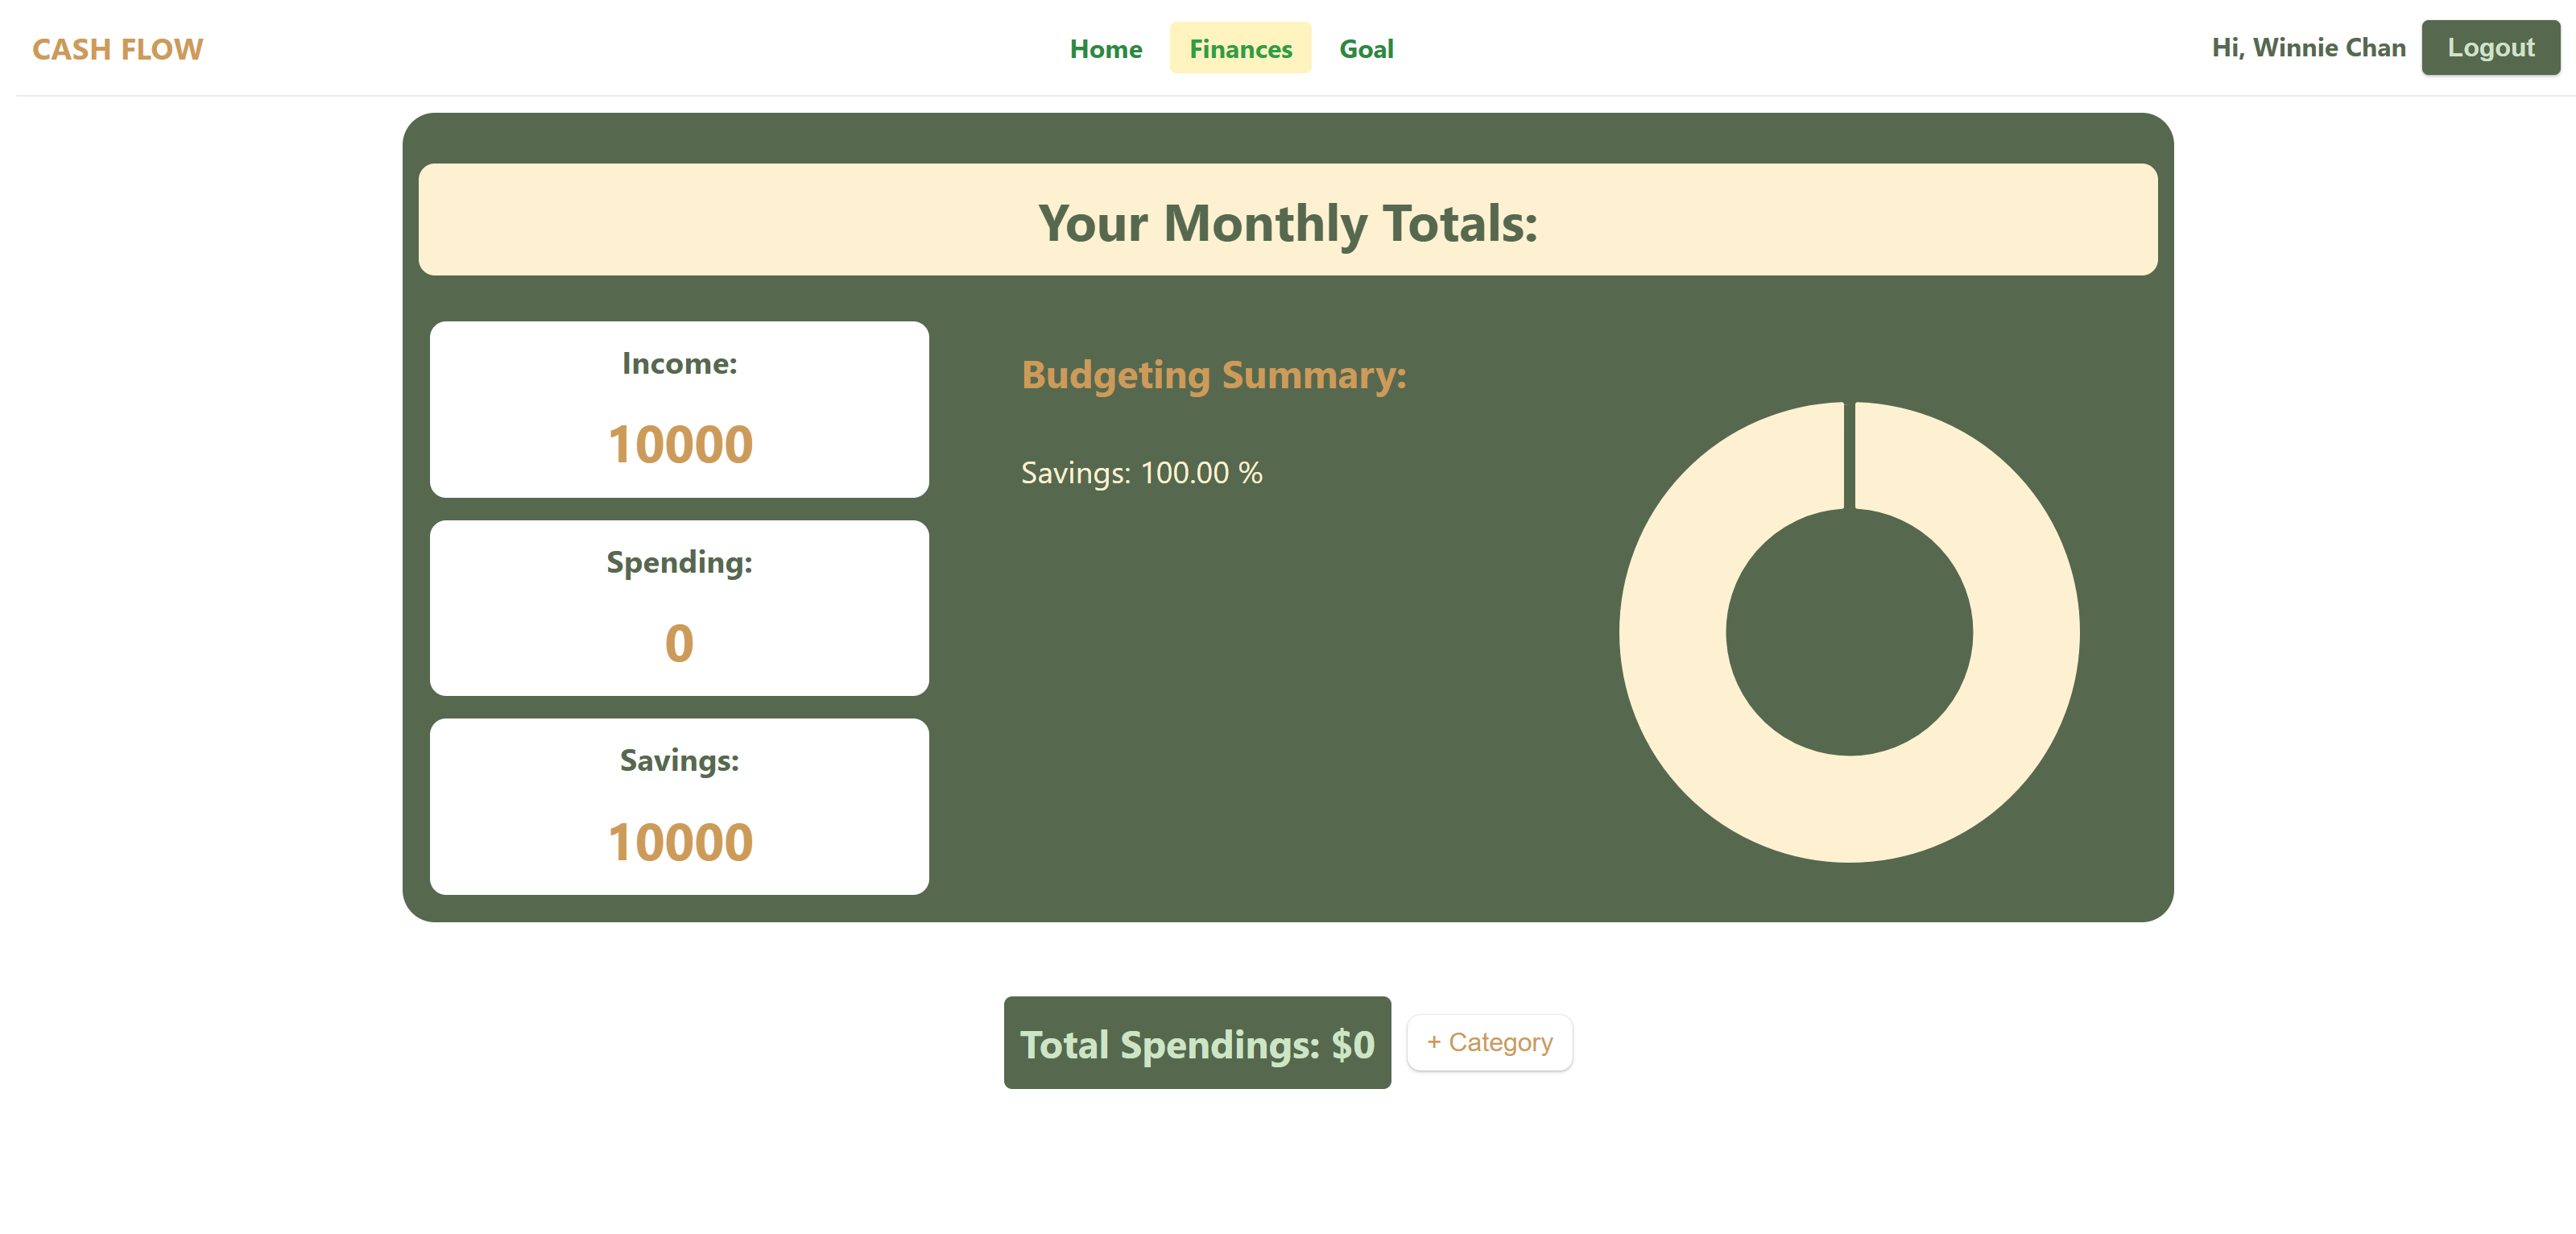 CASH FLOW
Home Finances Goal
Hi, Winnie Chan Logout
Your Monthly Totals:
Income:
10000
Spending:
0
Savings:
10000
Budgeting Summary:
Savings: 100.00 %
Total Spendings: $0
+ Category